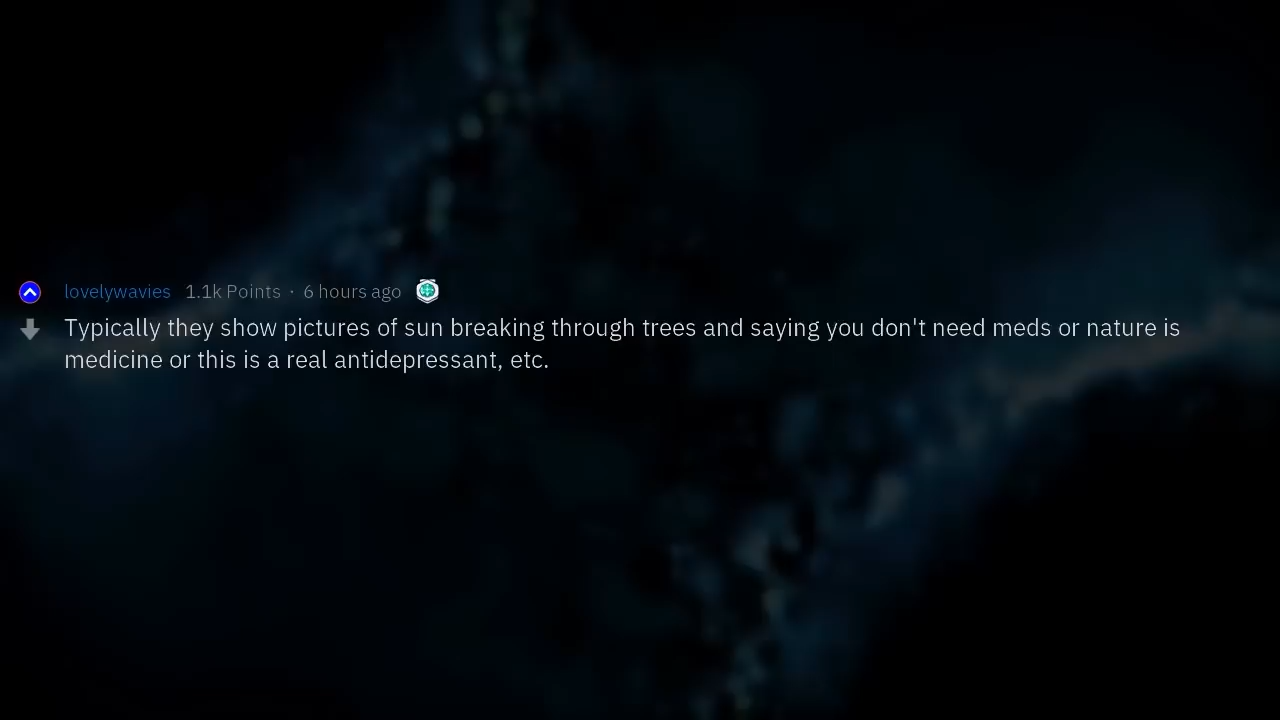 lovelywavies 1.1k Points · 6 hours ago
Typically they show pictures of sun breaking through trees and saying you don't need meds or nature is
medicine or this is a real antidepressant, etc.